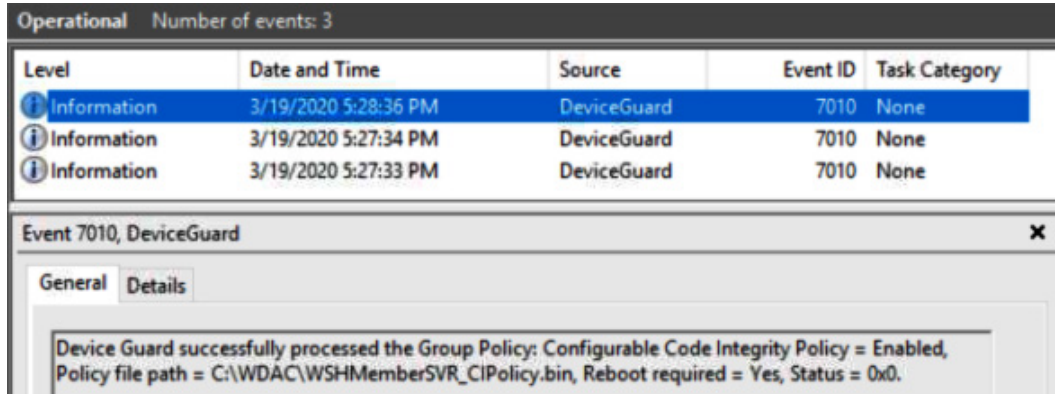 Operational Number of events: 3
Level Date and Time Source Event ID Task Category
Information 3/19/2020 5:28:36 PM DeviceGuard 7010 None
Information 3/19/2020 5:27:34 PM DeviceGuard 7010 None
Information 3/19/2020 5:27:33 PM DeviceGuard 7010 None
Event 7010, DeviceGuard
General Details
Device Guard successfully processed the Group Policy: Configurable Code Integrity Policy = Enabled,
Policy file path = C:\WDAC\WSHMemberSVR_CIPolicy.bin, Reboot required = Yes, Status = 0x0.